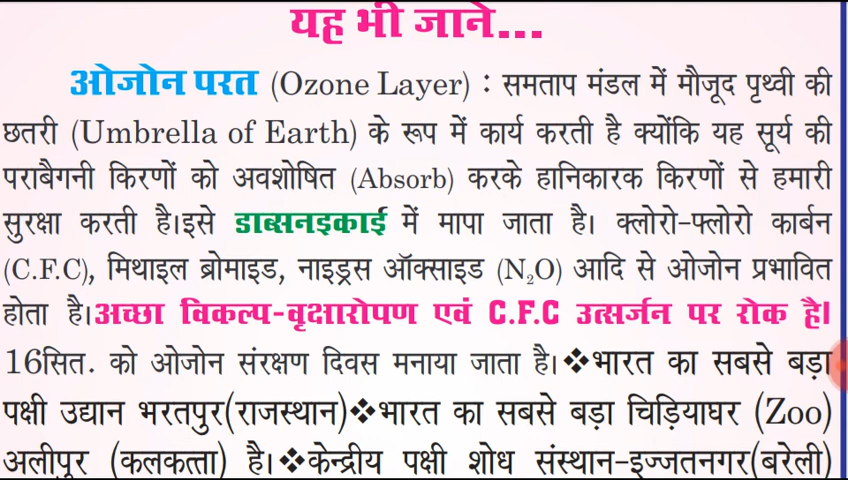 यह भी जाने...
ओजोन परत (Ozone Layer) : समताप मंडल में मौजूद पृथ्वी की
छतरी (Umbrella of Earth) के रूप में कार्य करती है क्योंकि यह सूर्य की
पराबैगनी किरणों को अवशोषित (Absorb) करके हानिकारक किरणों से हमारी
सुरक्षा करती है।इसे डाब्सनइकाई में मापा जाता है। क्लोरो-फ्लोरो कार्बन
(C.F.C), मिथाइल ब्रोमाइड, नाइट्रस ऑक्साइड (N₂O) आदि से ओजोन प्रभावित
होता है।अच्छा विकल्प-वृक्षारोपण एवं C.F.C उत्सर्जन पर रोक है।
16सित. को ओजोन संरक्षण दिवस मनाया जाता है।❖भारत का सबसे बड़ा
पक्षी उद्यान भरतपुर(राजस्थान)❖भारत का सबसे बड़ा चिड़ियाघर (Zoo)
अलीपुर (कलकत्ता) है।❖केन्द्रीय पक्षी शोध संस्थान-इज्जतनगर(बरेली)